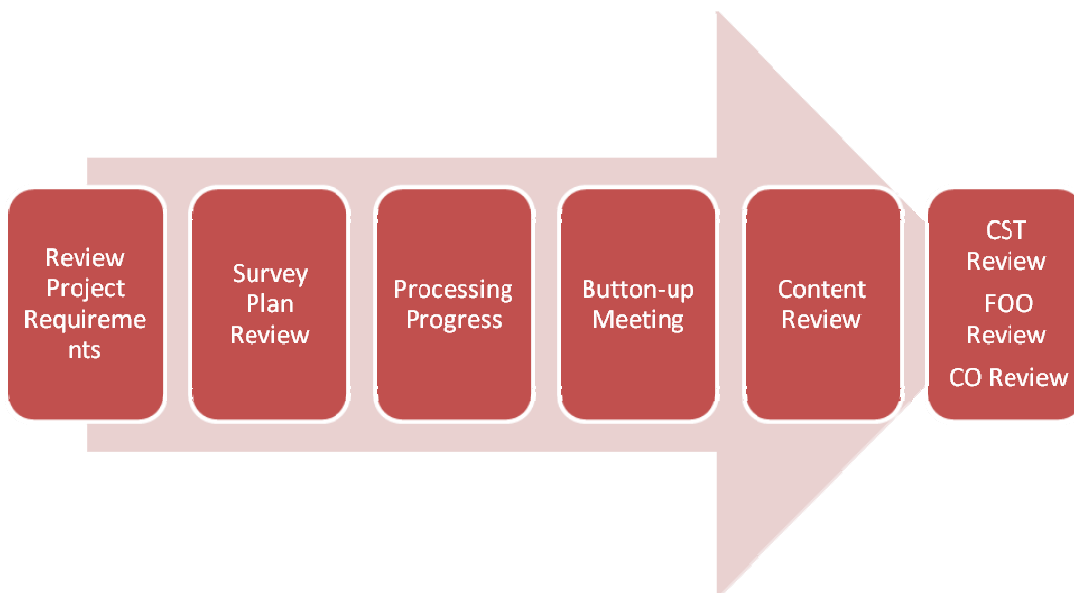 Review
Project
Requireme
nts
Survey
Plan
Review
Processing
Progress
Button-up
Meeting
Content
Review
CST
Review
FOO
Review
CO Review